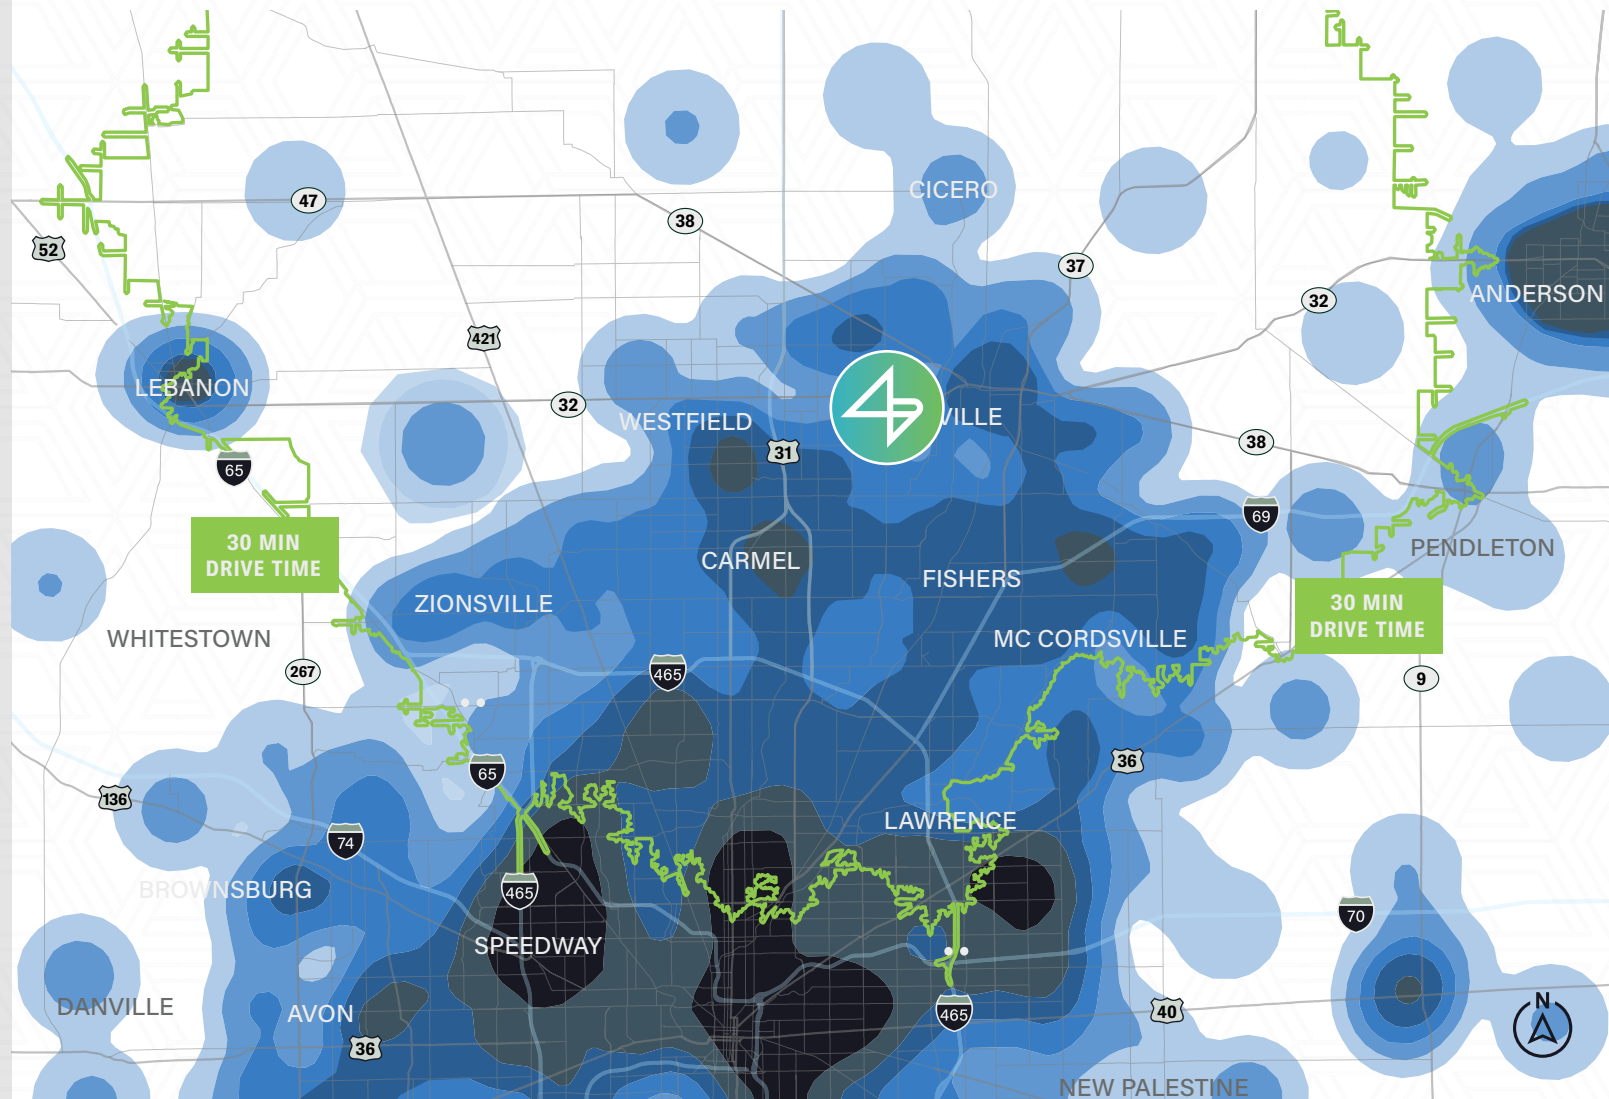 CICERO
47
38
52
37
32
ANDERSON
421
LEBANON
32
WESTFIELD
VILLE
31
38
65
69
30 MIN
DRIVE TIME
CARMEL
PENDLETON
FISHERS
ZIONSVILLE
30 MIN
DRIVE TIME
WHITESTOWN
MC CORDSVILLE
267
465
9
65
36
136
LAWRENCE
74
BROWNSBURG
465
70
SPEEDWAY
DANVILLE
AVON
465
40
N
36
NEW PALESTINE